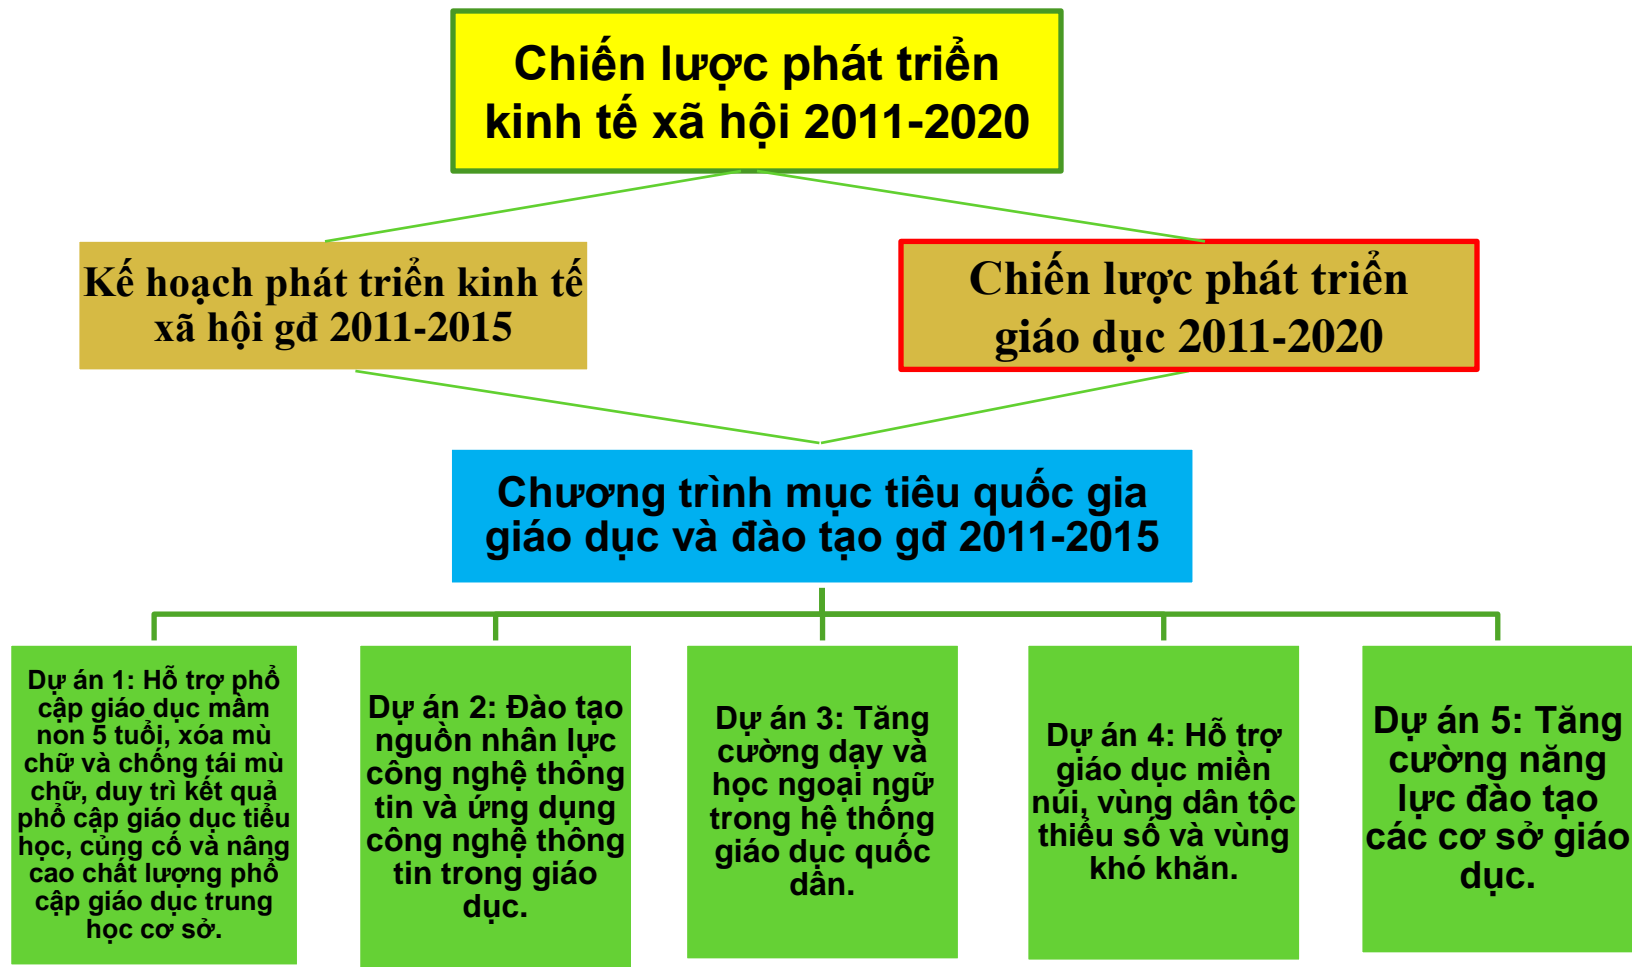 Chiến lược phát triển
kinh tế xã hội 2011-2020
Kế hoạch phát triển kinh tế
xã hội gđ 2011-2015
Chiến lược phát triển
giáo dục 2011-2020
Chương trình mục tiêu quốc gia
giáo dục và đào tạo gđ 2011-2015
Dự án 1: Hỗ trợ phổ
cập giáo dục mầm
non 5 tuổi, xóa mù
chữ và chống tái mù
chữ, duy trì kết quả
phổ cập giáo dục tiểu
học, củng cố và nâng
cao chất lượng phổ
cập giáo dục trung
học cơ sở.
Dự án 2: Đào tạo
nguồn nhân lực
công nghệ thông
tin và ứng dụng
công nghệ thông
tin trong giáo
dục.
Dự án 3: Tăng
cường dạy và
học ngoại ngữ
trong hệ thống
giáo dục quốc
dân.
Dự án 4: Hỗ trợ
giáo dục miền
núi, vùng dân tộc
thiểu số và vùng
khó khăn.
Dự án 5: Tăng
cường năng
lực đào tạo
các cơ sở giáo
dục.